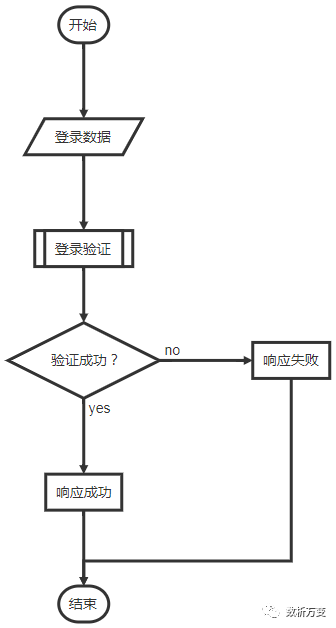 开始
登录数据
登录验证
验证成功？
no
响应失败
yes
响应成功
结束
数析万变